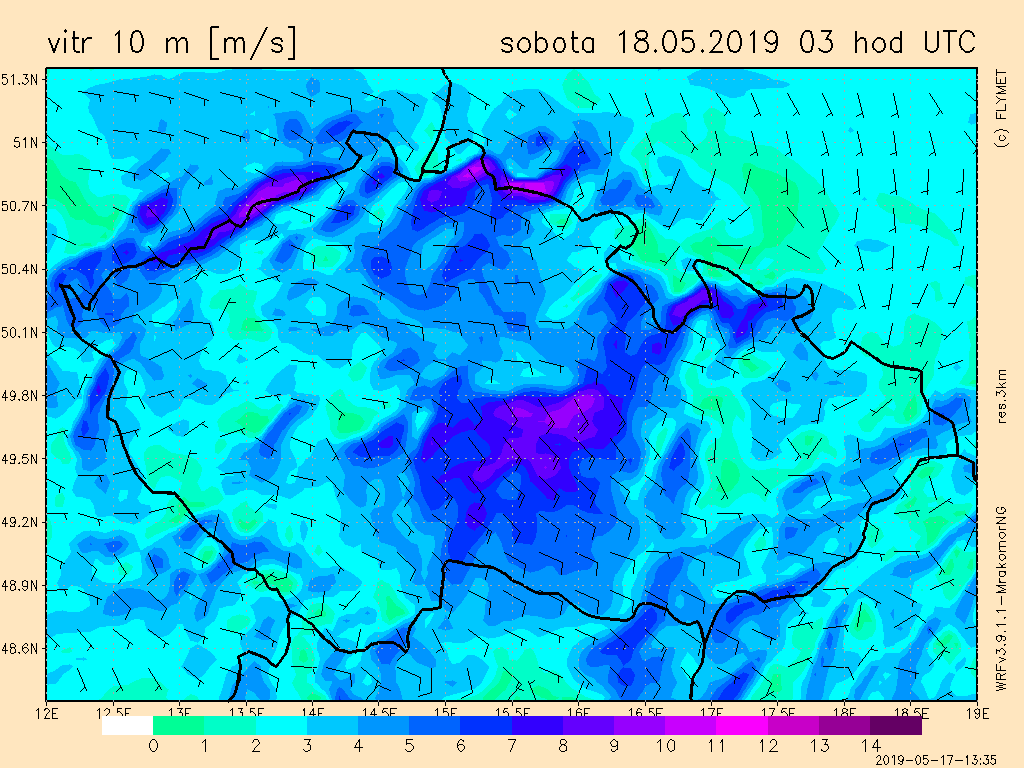 vitr 10 m [m/s] sobota 18.05.2019 03 hod UTC
51.3N
51N
50.7N
50.4N
50.1N
49.8N
49.5N
49.2N
48.9N
48.6N
12E 12.5E 13E 13.5E 14E 14.5E 15E 15.5E 16E 16.5E 17E 17.5E 18E 18.5E 19E
0 1 2 3 4 5 6 7 8 9 10 11 12 13 14
(c) FLYMET
res.3km
WRFv3.9.1.1-MrakomorNG
2019-05-17-13:35